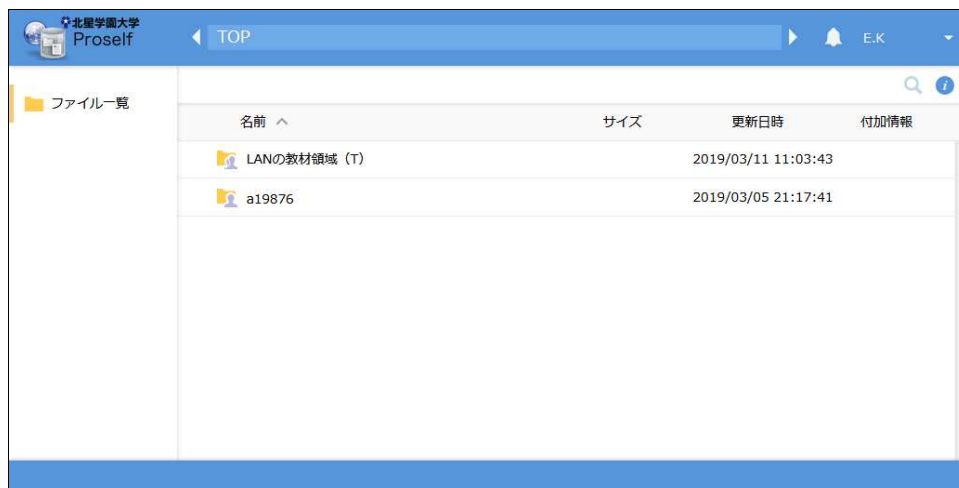 北星学園大学
Proself
TOP
E.K
ファイル一覧
名前 サイズ 更新日時 付加情報
LANの教材領域（T） 2019/03/11 11:03:43
a19876 2019/03/05 21:17:41